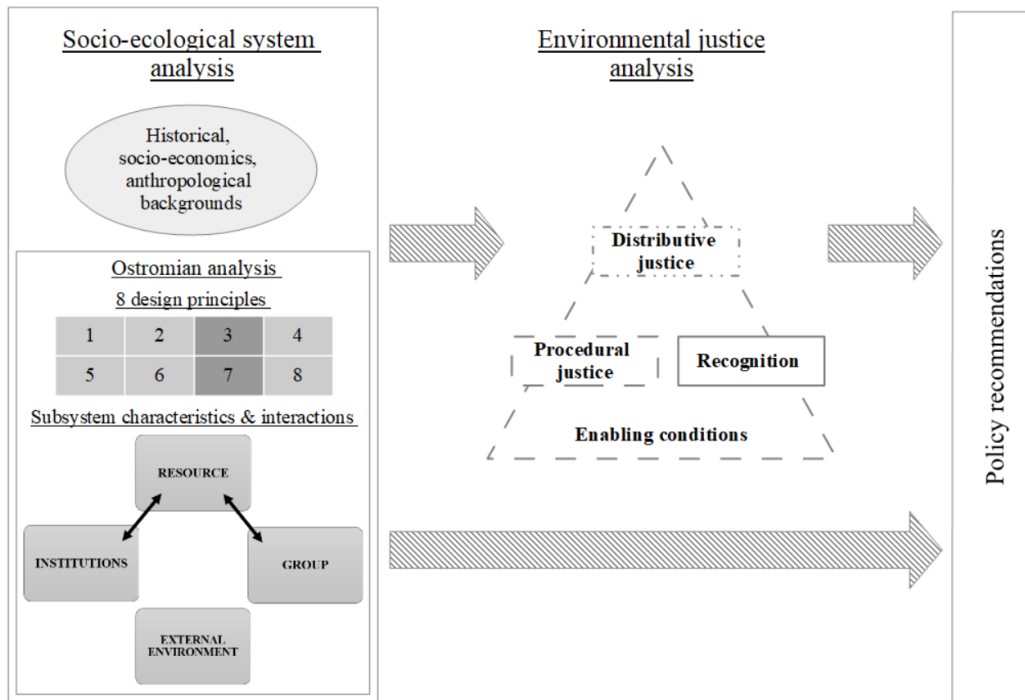 Socio-ecological system
analysis
Historical,
socio-economics,
anthropological
backgrounds
Ostromian analysis
8 design principles
1 2 3 4
5 6 7 8
Subsystem characteristics & interactions
RESOURCE
INSTITUTIONS
GROUP
EXTERNAL
ENVIRONMENT
Environmental justice
analysis
Distributive
justice
Procedural
justice
Recognition
Enabling conditions
Policy recommendations